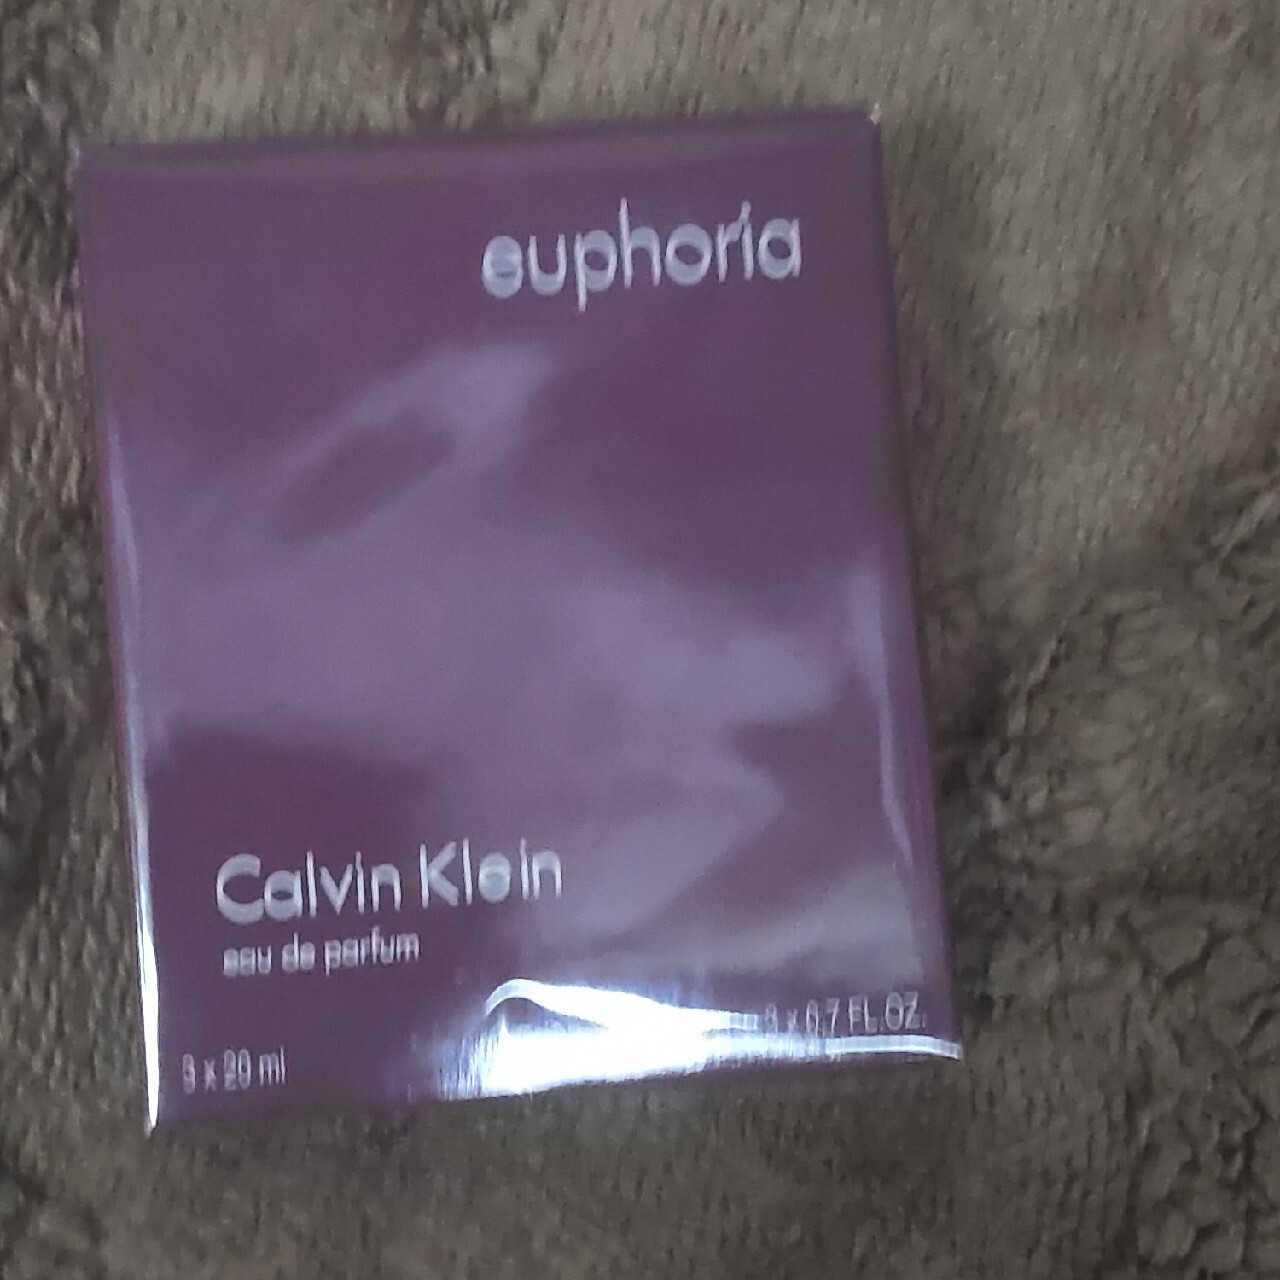 euphoria
Calvin Klein
eau de parfum
3 x 20 ml
3 x 0.7 FL.OZ.